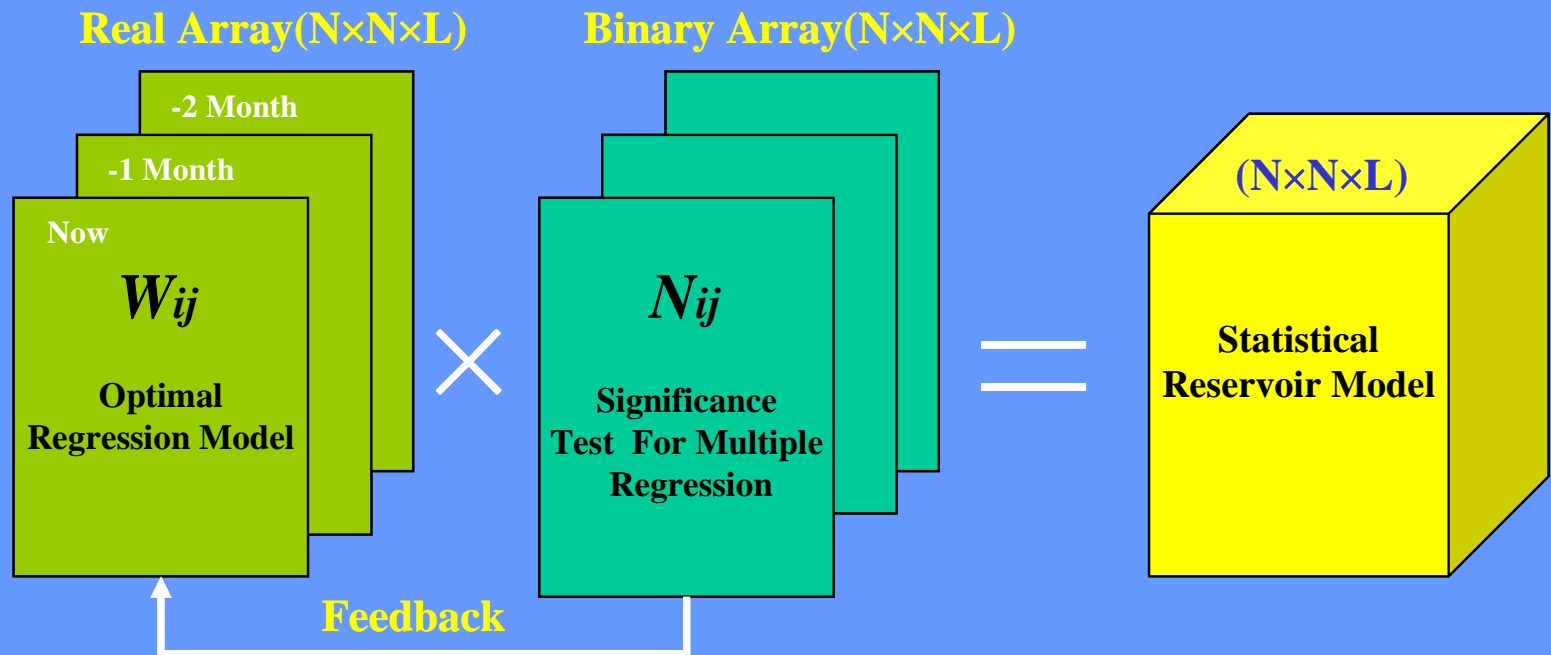 Real Array(N×N×L)
Binary Array(N×N×L)
-2 Month
-1 Month
Now
Wij
Optimal
Regression Model
Nij
Significance
Test For Multiple
Regression
(N×N×L)
Statistical
Reservoir Model
Feedback